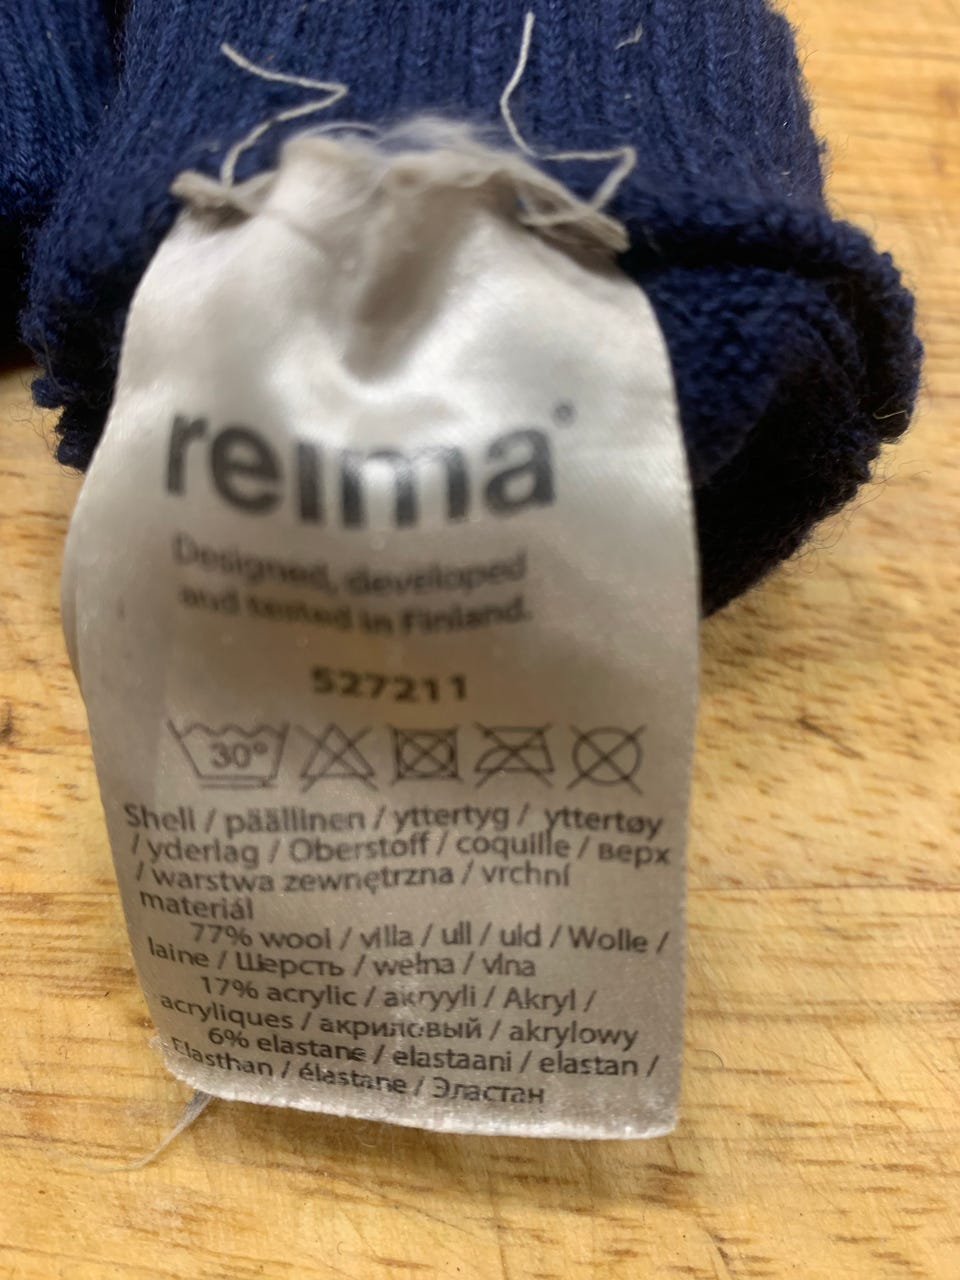 reima®
Designed, developed
and tested in Finland.
527211
30°
Shell / päällinen / yttertyg / yttertøy
/ yderlag / Oberstoff / coquille / верх
/ warstwa zewnętrzna / vrchní
materiál
77% wool / villa / ull / uld / Wolle /
laine / Шерсть / wełna / vlna
17% acrylic / akryyli / Akryl /
acryliques / акриловый / akrylowy
6% elastane / elastaani / elastan /
Elasthan / élastane / Эластан